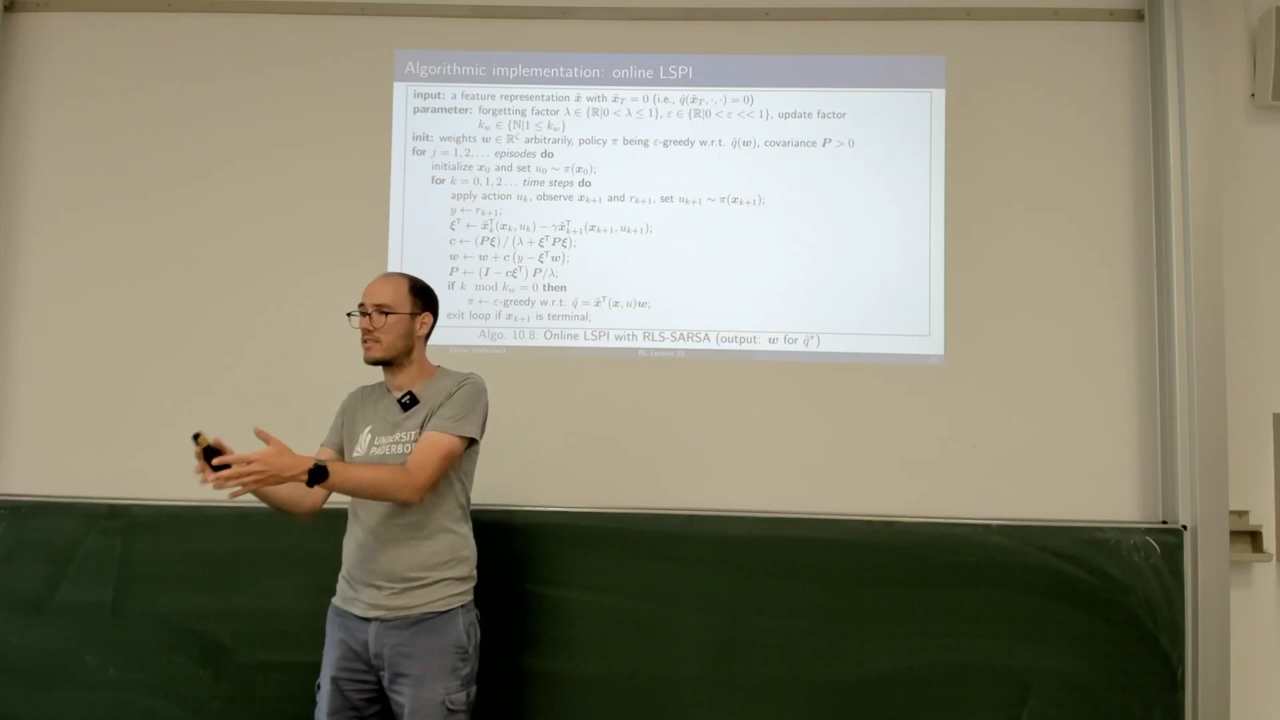 Algorithmic implementation: online LSPI
input: a feature representation x̃ with x̃_T = 0 (i.e., q̂(x̃_T, ·, ·) = 0)
parameter: forgetting factor λ ∈ {ℝ|0 < λ ≤ 1}, ε ∈ {ℝ|0 < ε << 1}, update factor
k_w ∈ {ℕ|1 ≤ k_w}
init: weights w ∈ ℝ^ζ arbitrarily, policy π being ε-greedy w.r.t. q̂(w), covariance P > 0
for j = 1, 2, … episodes do
initialize x_0 and set u_0 ∼ π(x_0);
for k = 0, 1, 2 … time steps do
apply action u_k, observe x_{k+1} and r_{k+1}, set u_{k+1} ∼ π(x_{k+1});
y ← r_{k+1};
ξ^T ← x̃_k^T(x_k, u_k) − γx̃_{k+1}^T(x_{k+1}, u_{k+1});
c ← (Pξ) / (λ + ξ^T Pξ);
w ← w + c (y − ξ^T w);
P ← (I − cξ^T) P/λ;
if k mod k_w = 0 then
π ← ε-greedy w.r.t. q̂ = x̃^T(x, u)w;
exit loop if x_{k+1} is terminal;
Algo. 10.8: Online LSPI with RLS-SARSA (output: w for q̂*)
RL Lecture 10
UNIVERSIT
PADERBO